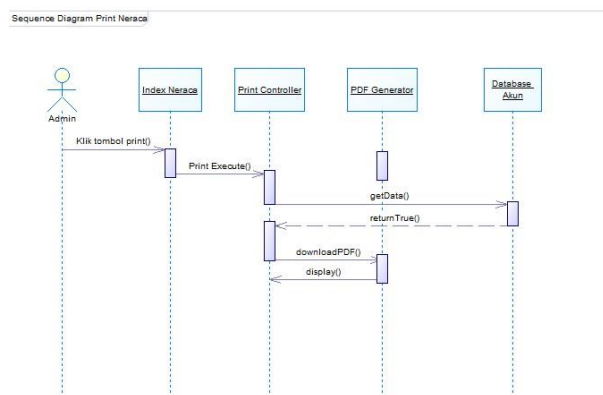 Sequence Diagram Print Neraca
Admin
Index Neraca
Print Controller
PDF Generator
Database
Akun
Klik tombol print()
Print Execute()
getData()
returnTrue()
downloadPDF()
display()